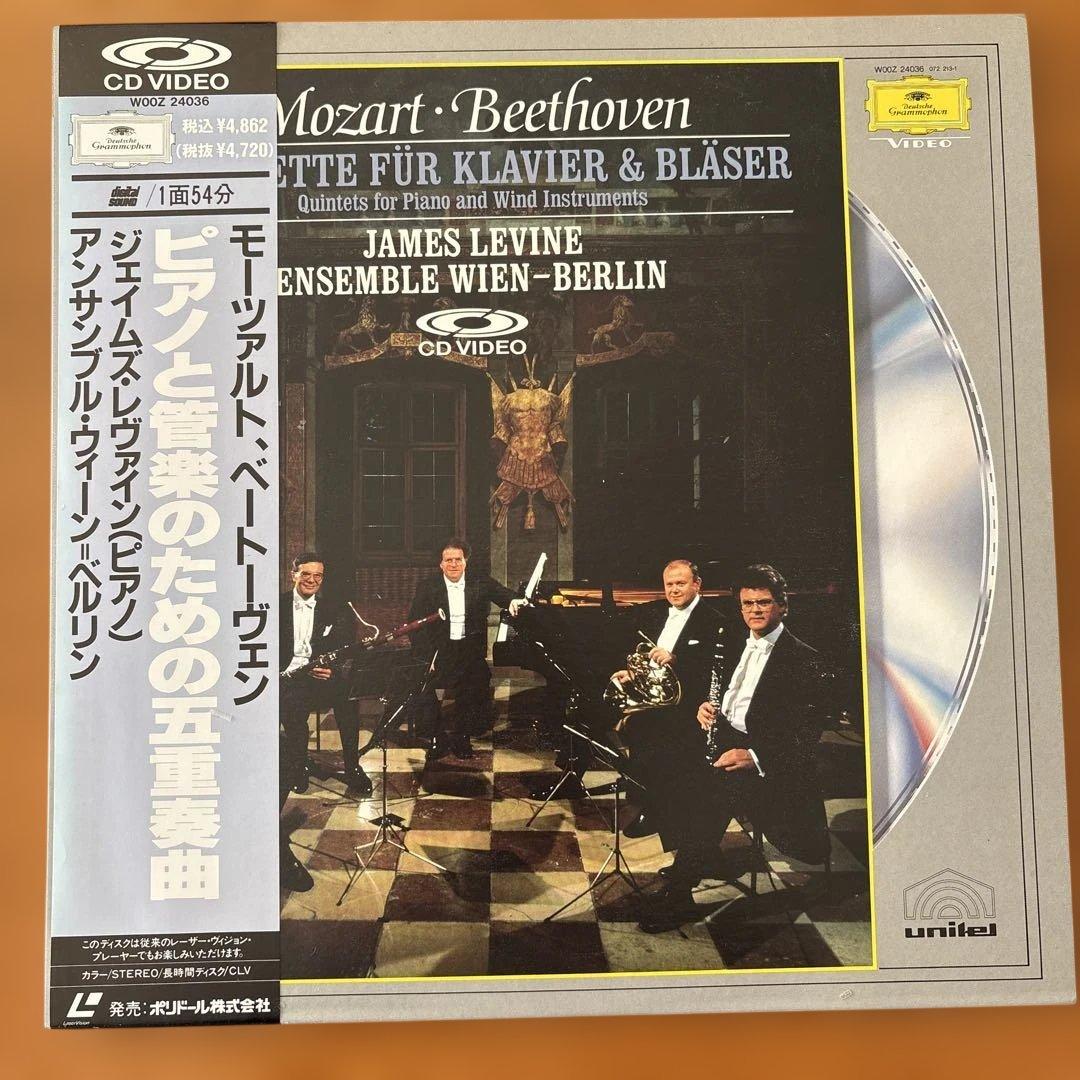 CD VIDEO
W00Z 24036
Deutsche
Grammophon
税込 ¥4,862
(税抜 ¥4,720)
digital
SOUND
/1面54分
モーツァルト、ベートーヴェン
ピアノと管楽のための五重奏曲
ジェイムズ・レヴァイン(ピアノ)
アンサンブル・ウィーン=ベルリン
このディスクは従来のレーザー・ヴィジョン・
プレーヤーでもお楽しみいただけます。
カラー/STEREO/長時間ディスク/CLV
LaserVision
発売:ポリドール株式会社
Mozart · Beethoven
ETTE FÜR KLAVIER & BLÄSER
Quintets for Piano and Wind Instruments
JAMES LEVINE
ENSEMBLE WIEN-BERLIN
CD VIDEO
W00Z 24036 072 213-1
Deutsche
Grammophon
VIDEO
unitel